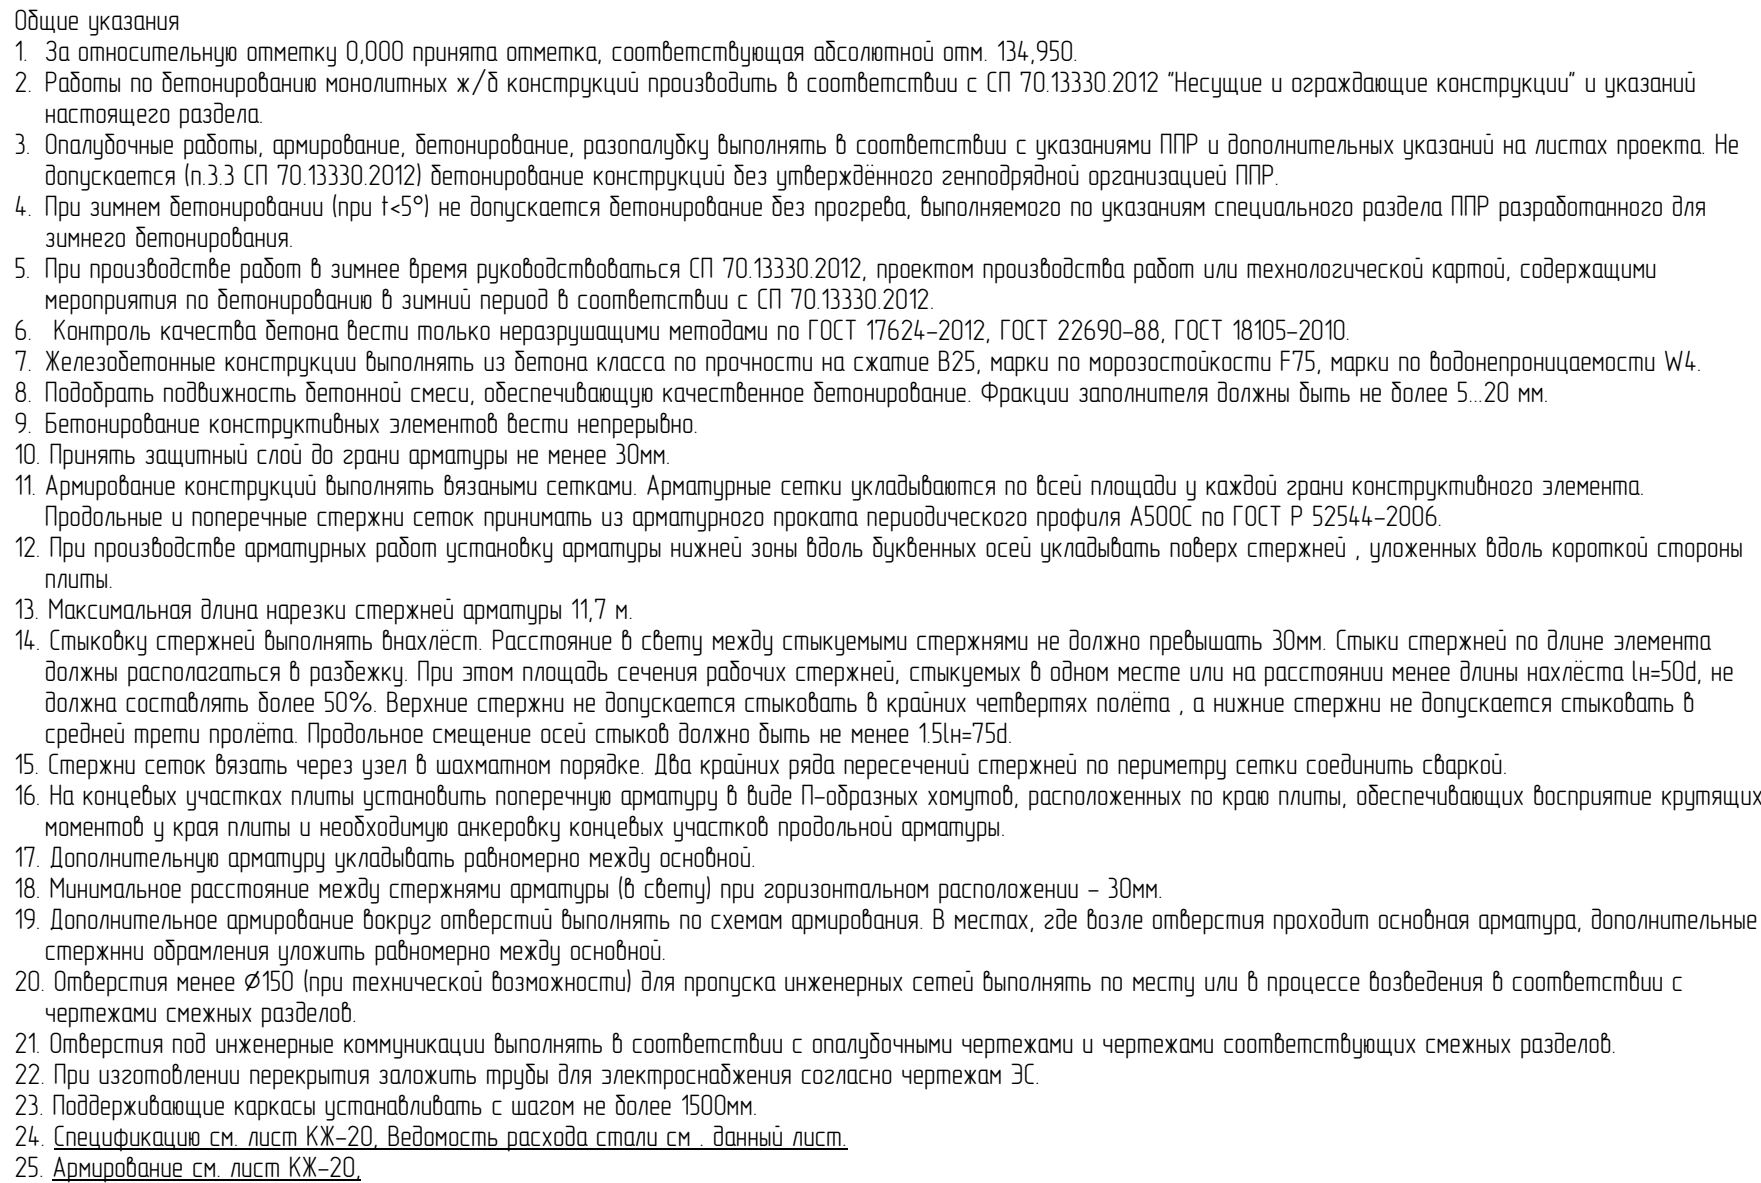 Общие указания
1. За относительную отметку 0,000 принята отметка, соответствующая абсолютной отм. 134,950.
2. Работы по бетонированию монолитных ж/б конструкций производить в соответствии с СП 70.13330.2012 "Несущие и ограждающие конструкции" и указаний
настоящего раздела.
3. Опалубочные работы, армирование, бетонирование, разопалубку выполнять в соответствии с указаниями ППР и дополнительных указаний на листах проекта. Не
допускается (п.3.3 СП 70.13330.2012) бетонирование конструкций без утверждённого генподрядной организацией ППР.
4. При зимнем бетонировании (при t<5°) не допускается бетонирование без прогрева, выполняемого по указаниям специального раздела ППР разработанного для
зимнего бетонирования.
5. При производстве работ в зимнее время руководствоваться СП 70.13330.2012, проектом производства работ или технологической картой, содержащими
мероприятия по бетонированию в зимний период в соответствии с СП 70.13330.2012.
6. Контроль качества бетона вести только неразрушащими методами по ГОСТ 17624-2012, ГОСТ 22690-88, ГОСТ 18105-2010.
7. Железобетонные конструкции выполнять из бетона класса по прочности на сжатие В25, марки по морозостойкости F75, марки по водонепроницаемости W4.
8. Подобрать подвижность бетонной смеси, обеспечивающую качественное бетонирование. Фракции заполнителя должны быть не более 5...20 мм.
9. Бетонирование конструктивных элементов вести непрерывно.
10. Принять защитный слой до грани арматуры не менее 30мм.
11. Армирование конструкций выполнять вязаными сетками. Арматурные сетки укладываются по всей площади у каждой грани конструктивного элемента.
Продольные и поперечные стержни сеток принимать из арматурного проката периодического профиля А500С по ГОСТ Р 52544-2006.
12. При производстве арматурных работ установку арматуры нижней зоны вдоль буквенных осей укладывать поверх стержней , уложенных вдоль короткой стороны
плиты.
13. Максимальная длина нарезки стержней арматуры 11,7 м.
14. Стыковку стержней выполнять внахлёст. Расстояние в свету между стыкуемыми стержнями не должно превышать 30мм. Стыки стержней по длине элемента
должны располагаться в разбежку. При этом площадь сечения рабочих стержней, стыкуемых в одном месте или на расстоянии менее длины нахлёста lн=50d, не
должна составлять более 50%. Верхние стержни не допускается стыковать в крайних четвертях полёта , а нижние стержни не допускается стыковать в
средней трети пролёта. Продольное смещение осей стыков должно быть не менее 1.5lн=75d.
15. Стержни сеток вязать через узел в шахматном порядке. Два крайних ряда пересечений стержней по периметру сетки соединить сваркой.
16. На концевых участках плиты установить поперечную арматуру в виде П-образных хомутов, расположенных по краю плиты, обеспечивающих восприятие крутящих
моментов у края плиты и необходимую анкеровку концевых участков продольной арматуры.
17. Дополнительную арматуру укладывать равномерно между основной.
18. Минимальное расстояние между стержнями арматуры (в свету) при горизонтальном расположении – 30мм.
19. Дополнительное армирование вокруг отверстий выполнять по схемам армирования. В местах, где возле отверстия проходит основная арматура, дополнительные
стержнни обрамления уложить равномерно между основной.
20. Отверстия менее Ø150 (при технической возможности) для пропуска инженерных сетей выполнять по месту или в процессе возведения в соответствии с
чертежами смежных разделов.
21. Отверстия под инженерные коммуникации выполнять в соответствии с опалубочными чертежами и чертежами соответствующих смежных разделов.
22. При изготовлении перекрытия заложить трубы для электроснабжения согласно чертежам ЭС.
23. Поддерживающие каркасы устанавливать с шагом не более 1500мм.
24. Спецификацию см. лист КЖ-20, Ведомость расхода стали см . данный лист.
25. Армирование см. лист КЖ-20,